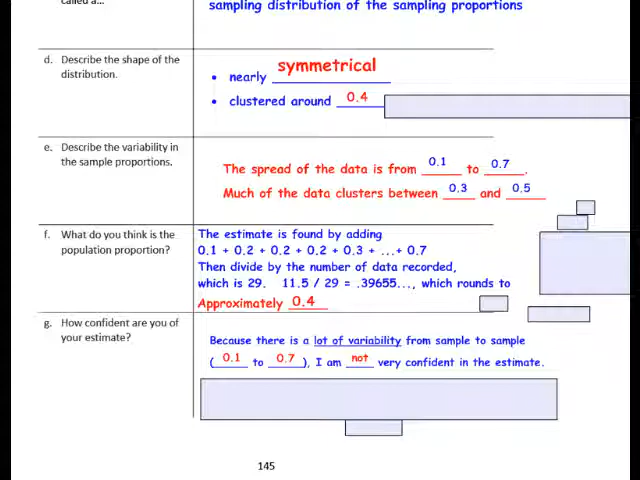 called a...
sampling distribution of the sampling proportions
d. Describe the shape of the
distribution.
• nearly symmetrical
• clustered around 0.4
e. Describe the variability in
the sample proportions.
The spread of the data is from 0.1 to 0.7.
Much of the data clusters between 0.3 and 0.5
f. What do you think is the
population proportion?
The estimate is found by adding
0.1 + 0.2 + 0.2 + 0.2 + 0.3 + ...+ 0.7
Then divide by the number of data recorded,
which is 29. 11.5 / 29 = .39655..., which rounds to
Approximately 0.4
g. How confident are you of
your estimate?
Because there is a lot of variability from sample to sample
(0.1 to 0.7), I am not very confident in the estimate.
145